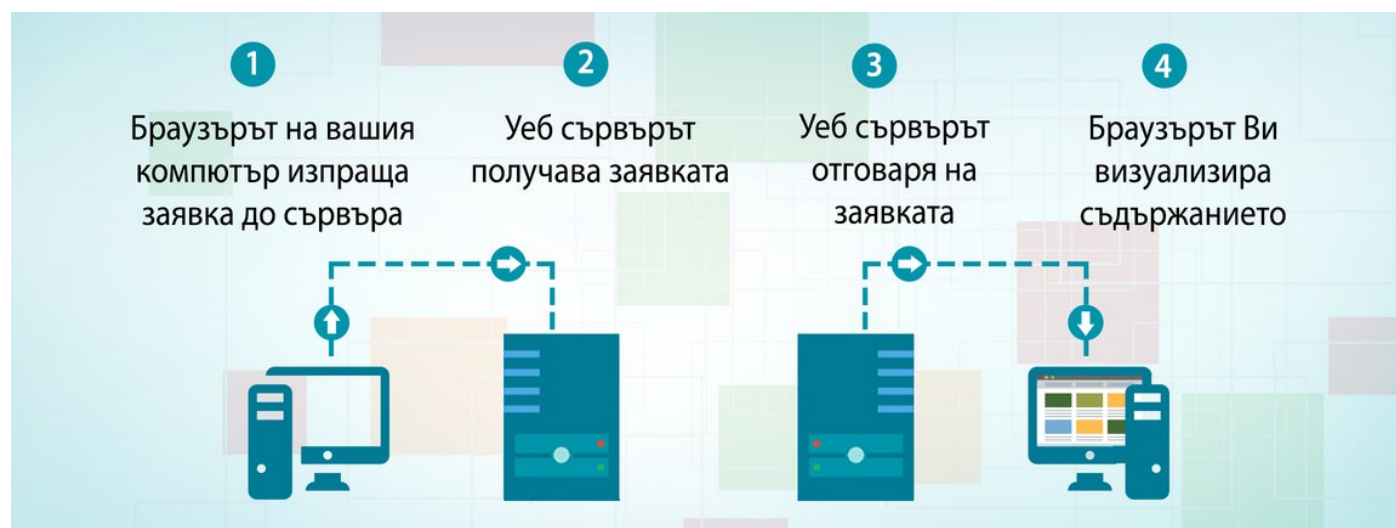 1
Браузърът на вашия
компютър изпраща
заявка до сървъра
2
Уеб сървърът
получава заявката
3
Уеб сървърът
отговаря на
заявката
4
Браузърът Ви
визуализира
съдържанието